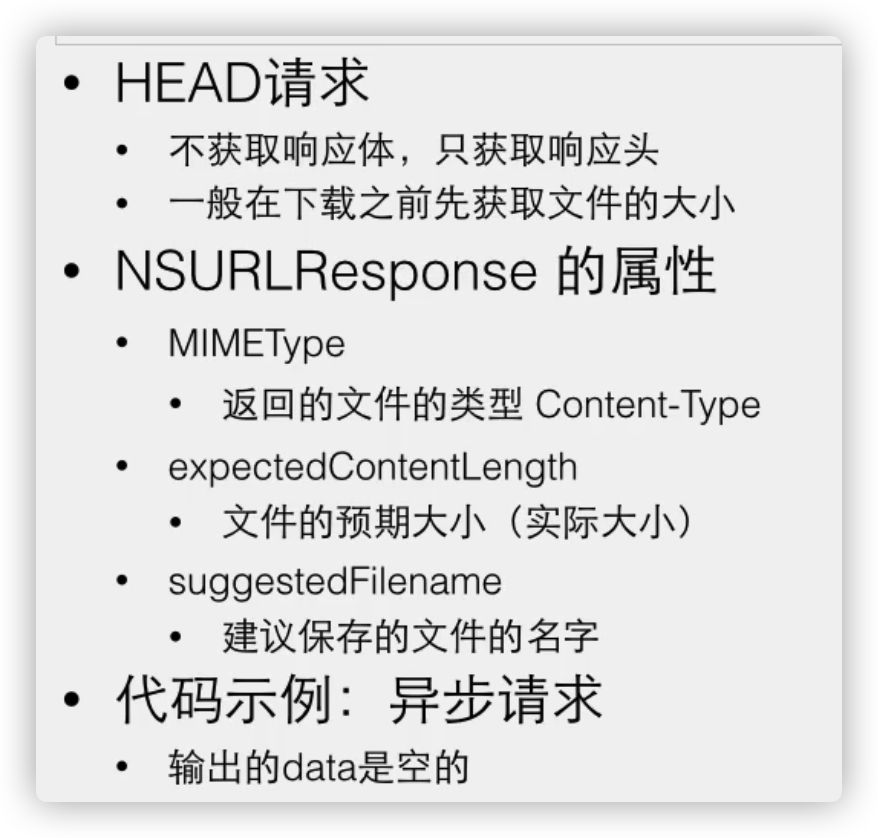 HEAD请求
不获取响应体，只获取响应头
一般在下载之前先获取文件的大小
NSURLResponse 的属性
MIMEType
返回的文件的类型 Content-Type
expectedContentLength
文件的预期大小（实际大小）
suggestedFilename
建议保存的文件的名字
代码示例：异步请求
输出的data是空的